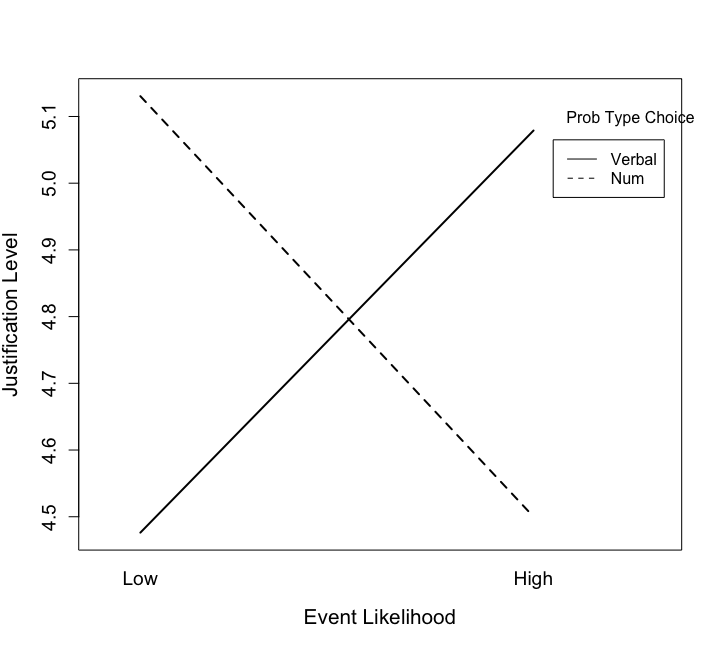 Prob Type Choice
Verbal
Num
5.1
5.0
4.9
4.8
4.7
4.6
4.5
Justification Level
Low High
Event Likelihood